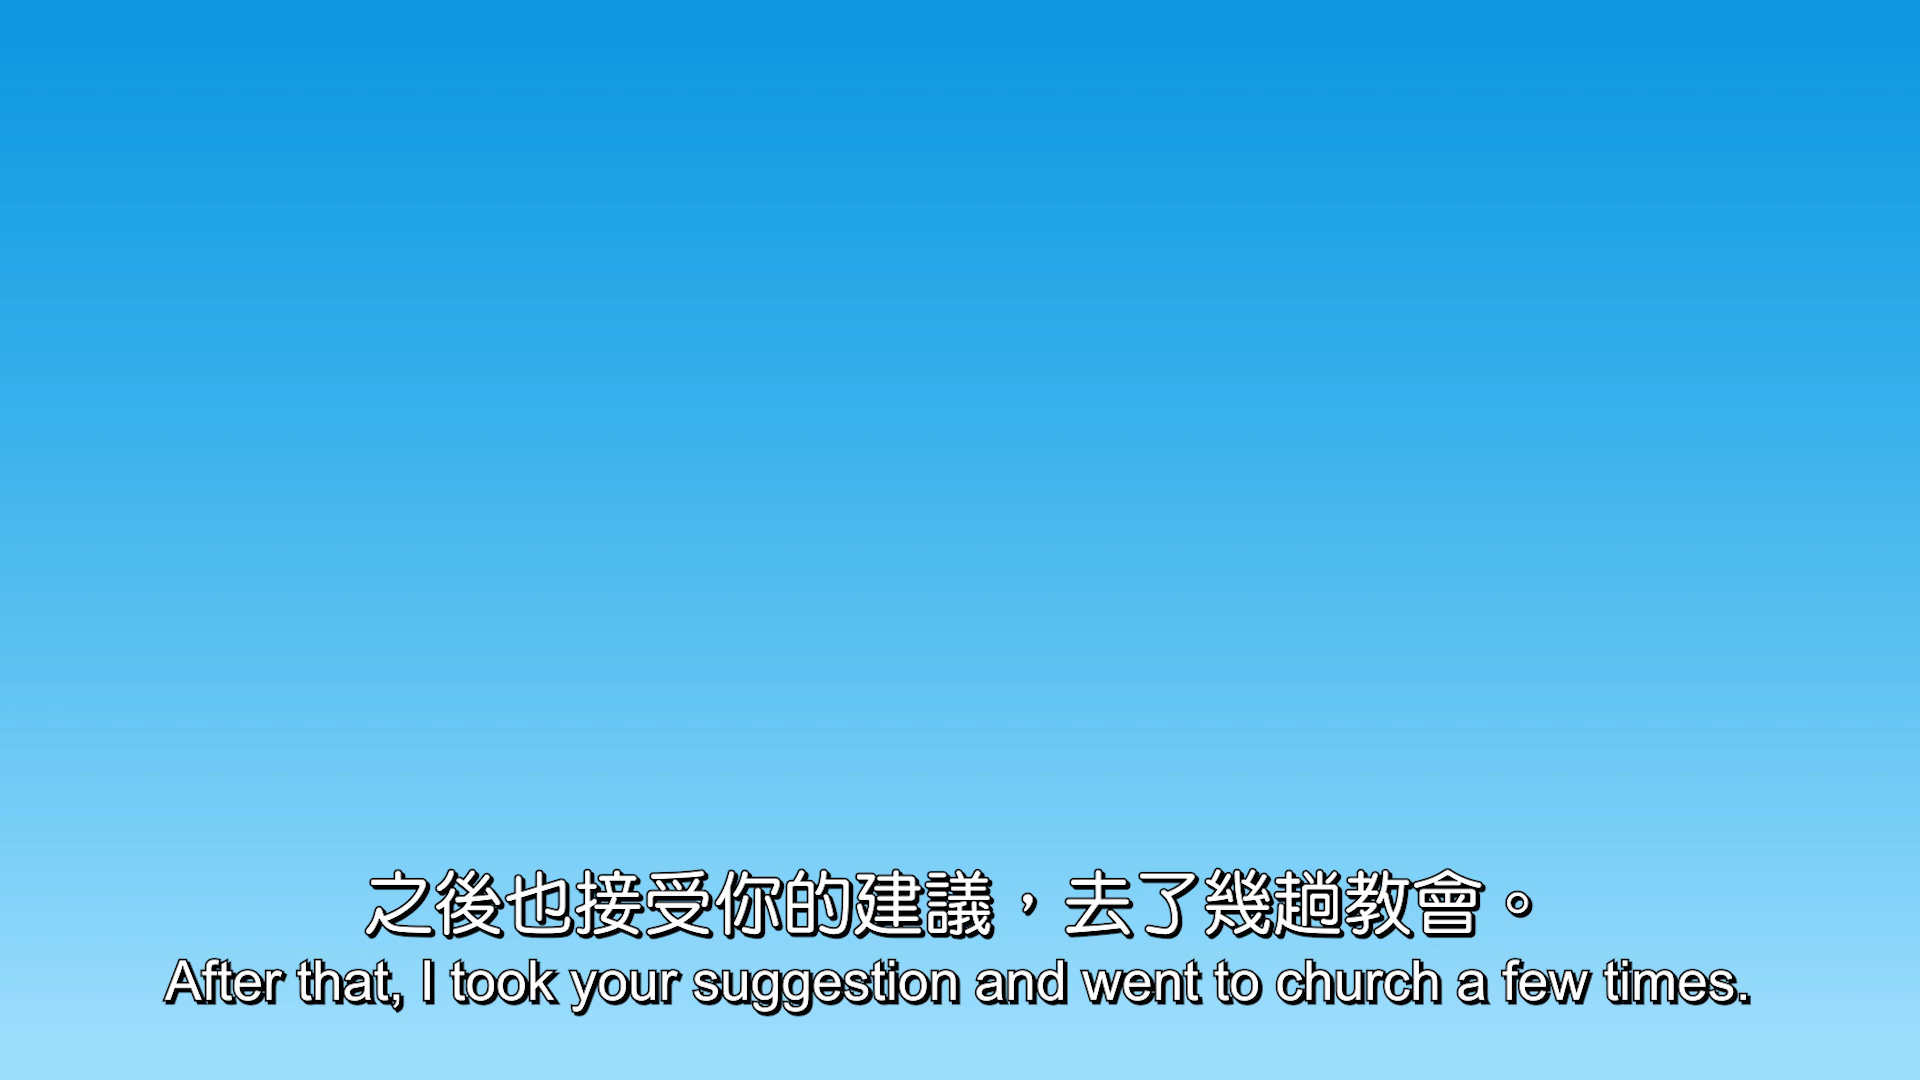 之後也接受你的建議，去了幾趟教會。
After that, I took your suggestion and went to church a few times.